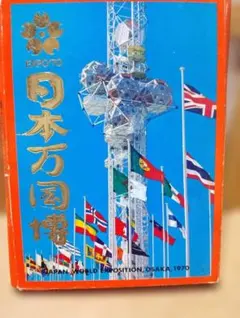 EXPO'70
日本万国博
JAPAN WORLD EXPOSITION, OSAKA, 1970